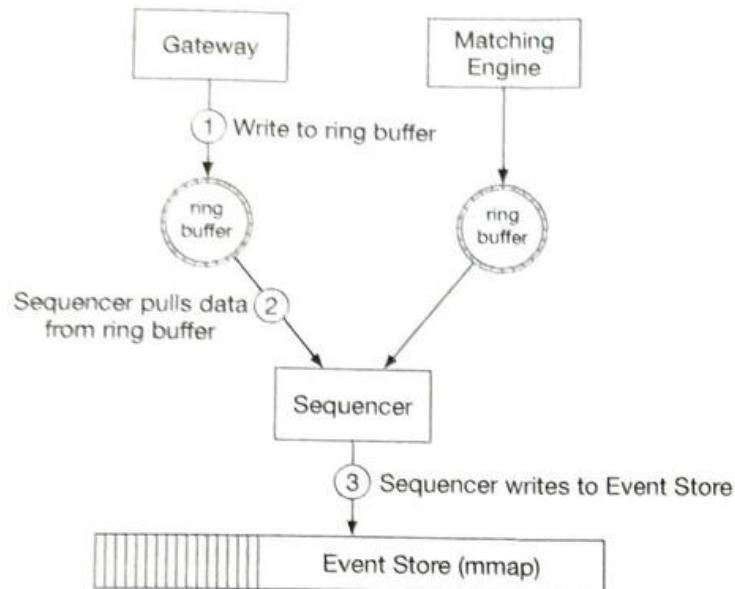 Gateway
Matching
Engine
1 Write to ring buffer
ring
buffer
ring
buffer
Sequencer pulls data 2
from ring buffer
Sequencer
3 Sequencer writes to Event Store
Event Store (mmap)